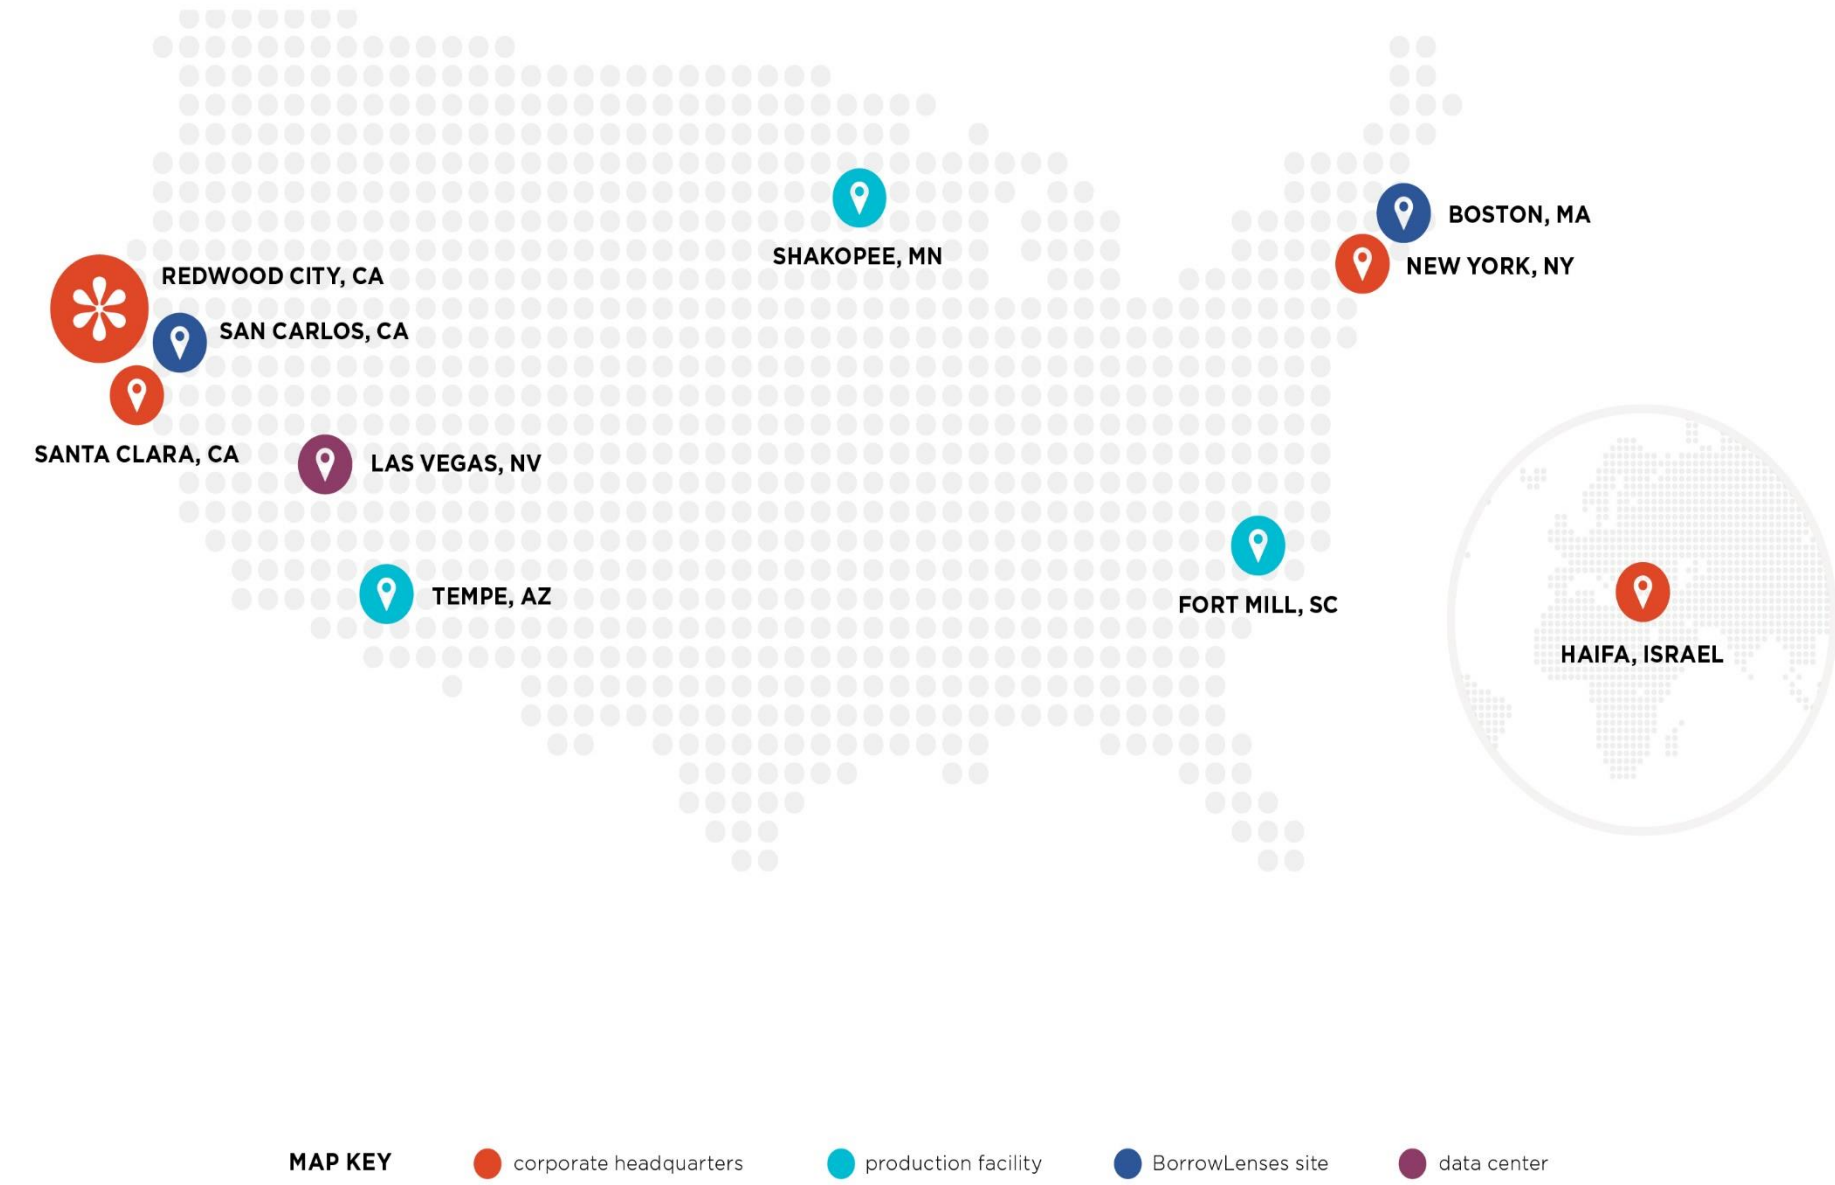 BOSTON, MA
SHAKOPEE, MN
NEW YORK, NY
REDWOOD CITY, CA
SAN CARLOS, CA
SANTA CLARA, CA
LAS VEGAS, NV
TEMPE, AZ
FORT MILL, SC
HAIFA, ISRAEL
MAP KEY
corporate headquarters
production facility
BorrowLenses site
data center